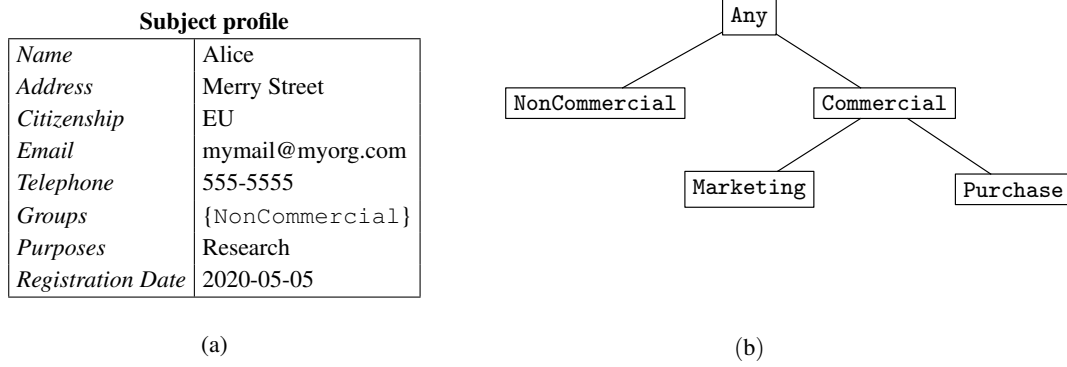 Subject profile
Name Alice
Address Merry Street
Citizenship EU
Email mymail@myorg.com
Telephone 555-5555
Groups {NonCommercial}
Purposes Research
Registration Date 2020-05-05
(a)
Any
NonCommercial Commercial
Marketing Purchase
(b)